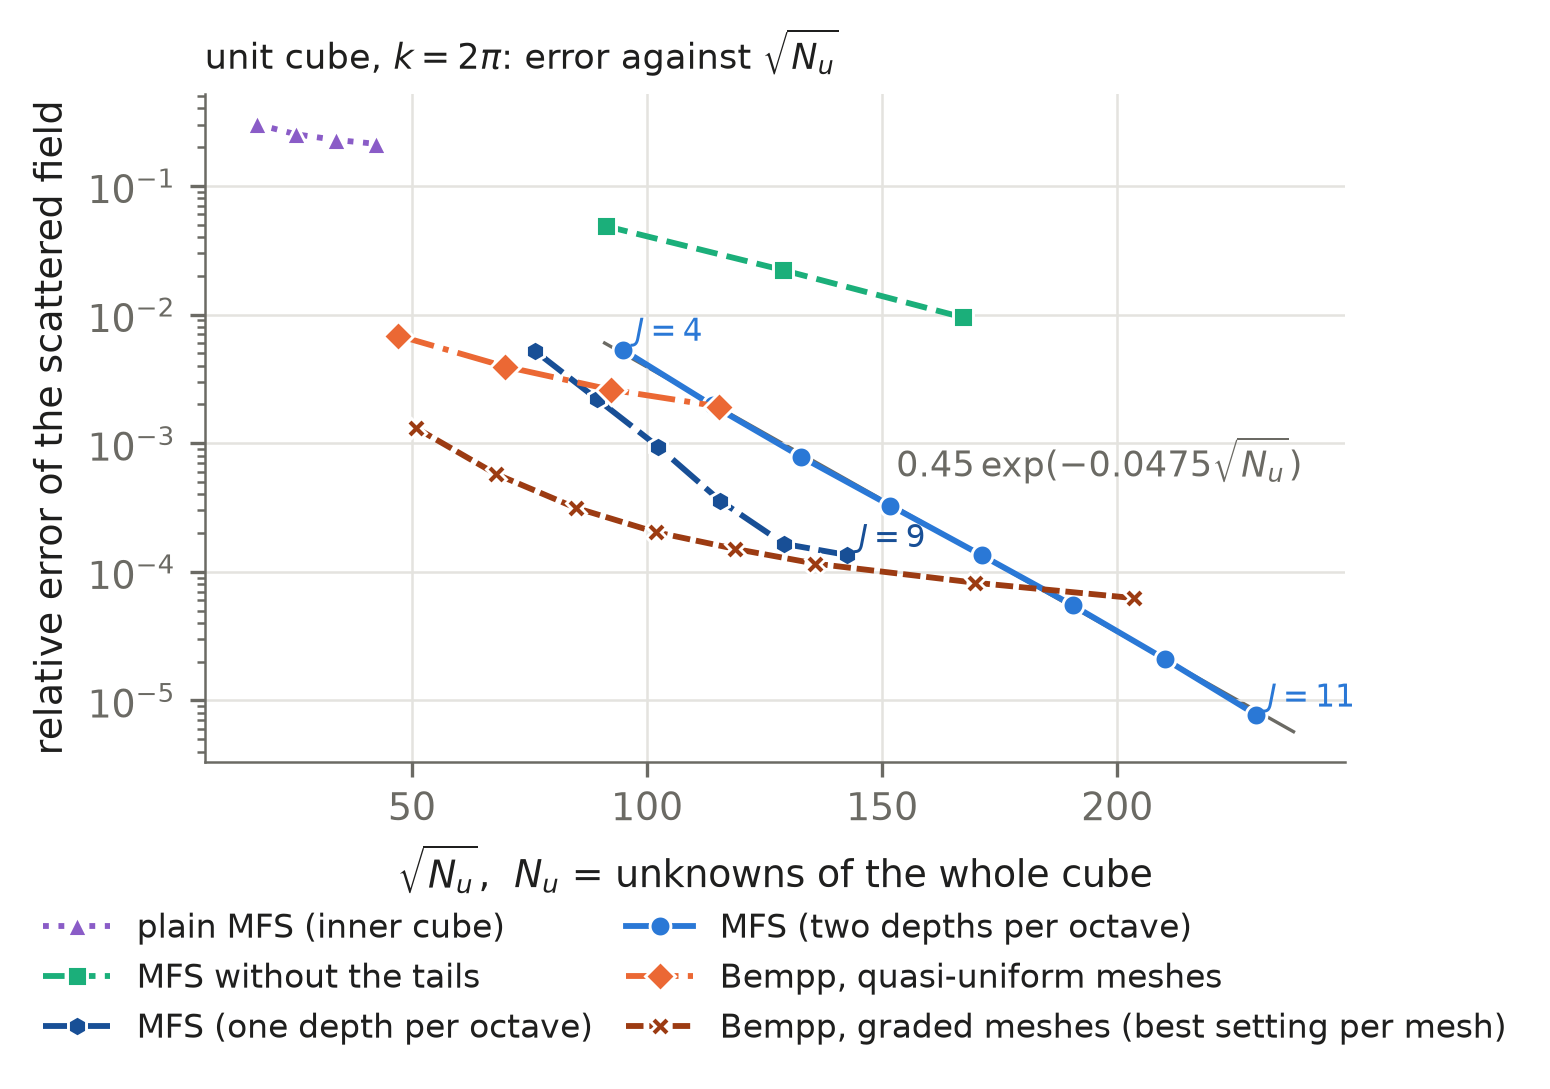 unit cube, k = 2π: error against √N_u
relative error of the scattered field
10⁻¹
10⁻²
10⁻³
10⁻⁴
10⁻⁵
J = 4
0.45 exp(−0.0475√N_u)
J = 9
J = 11
50
100
150
200
√N_u, N_u = unknowns of the whole cube
plain MFS (inner cube)
MFS without the tails
MFS (one depth per octave)
MFS (two depths per octave)
Bempp, quasi-uniform meshes
Bempp, graded meshes (best setting per mesh)